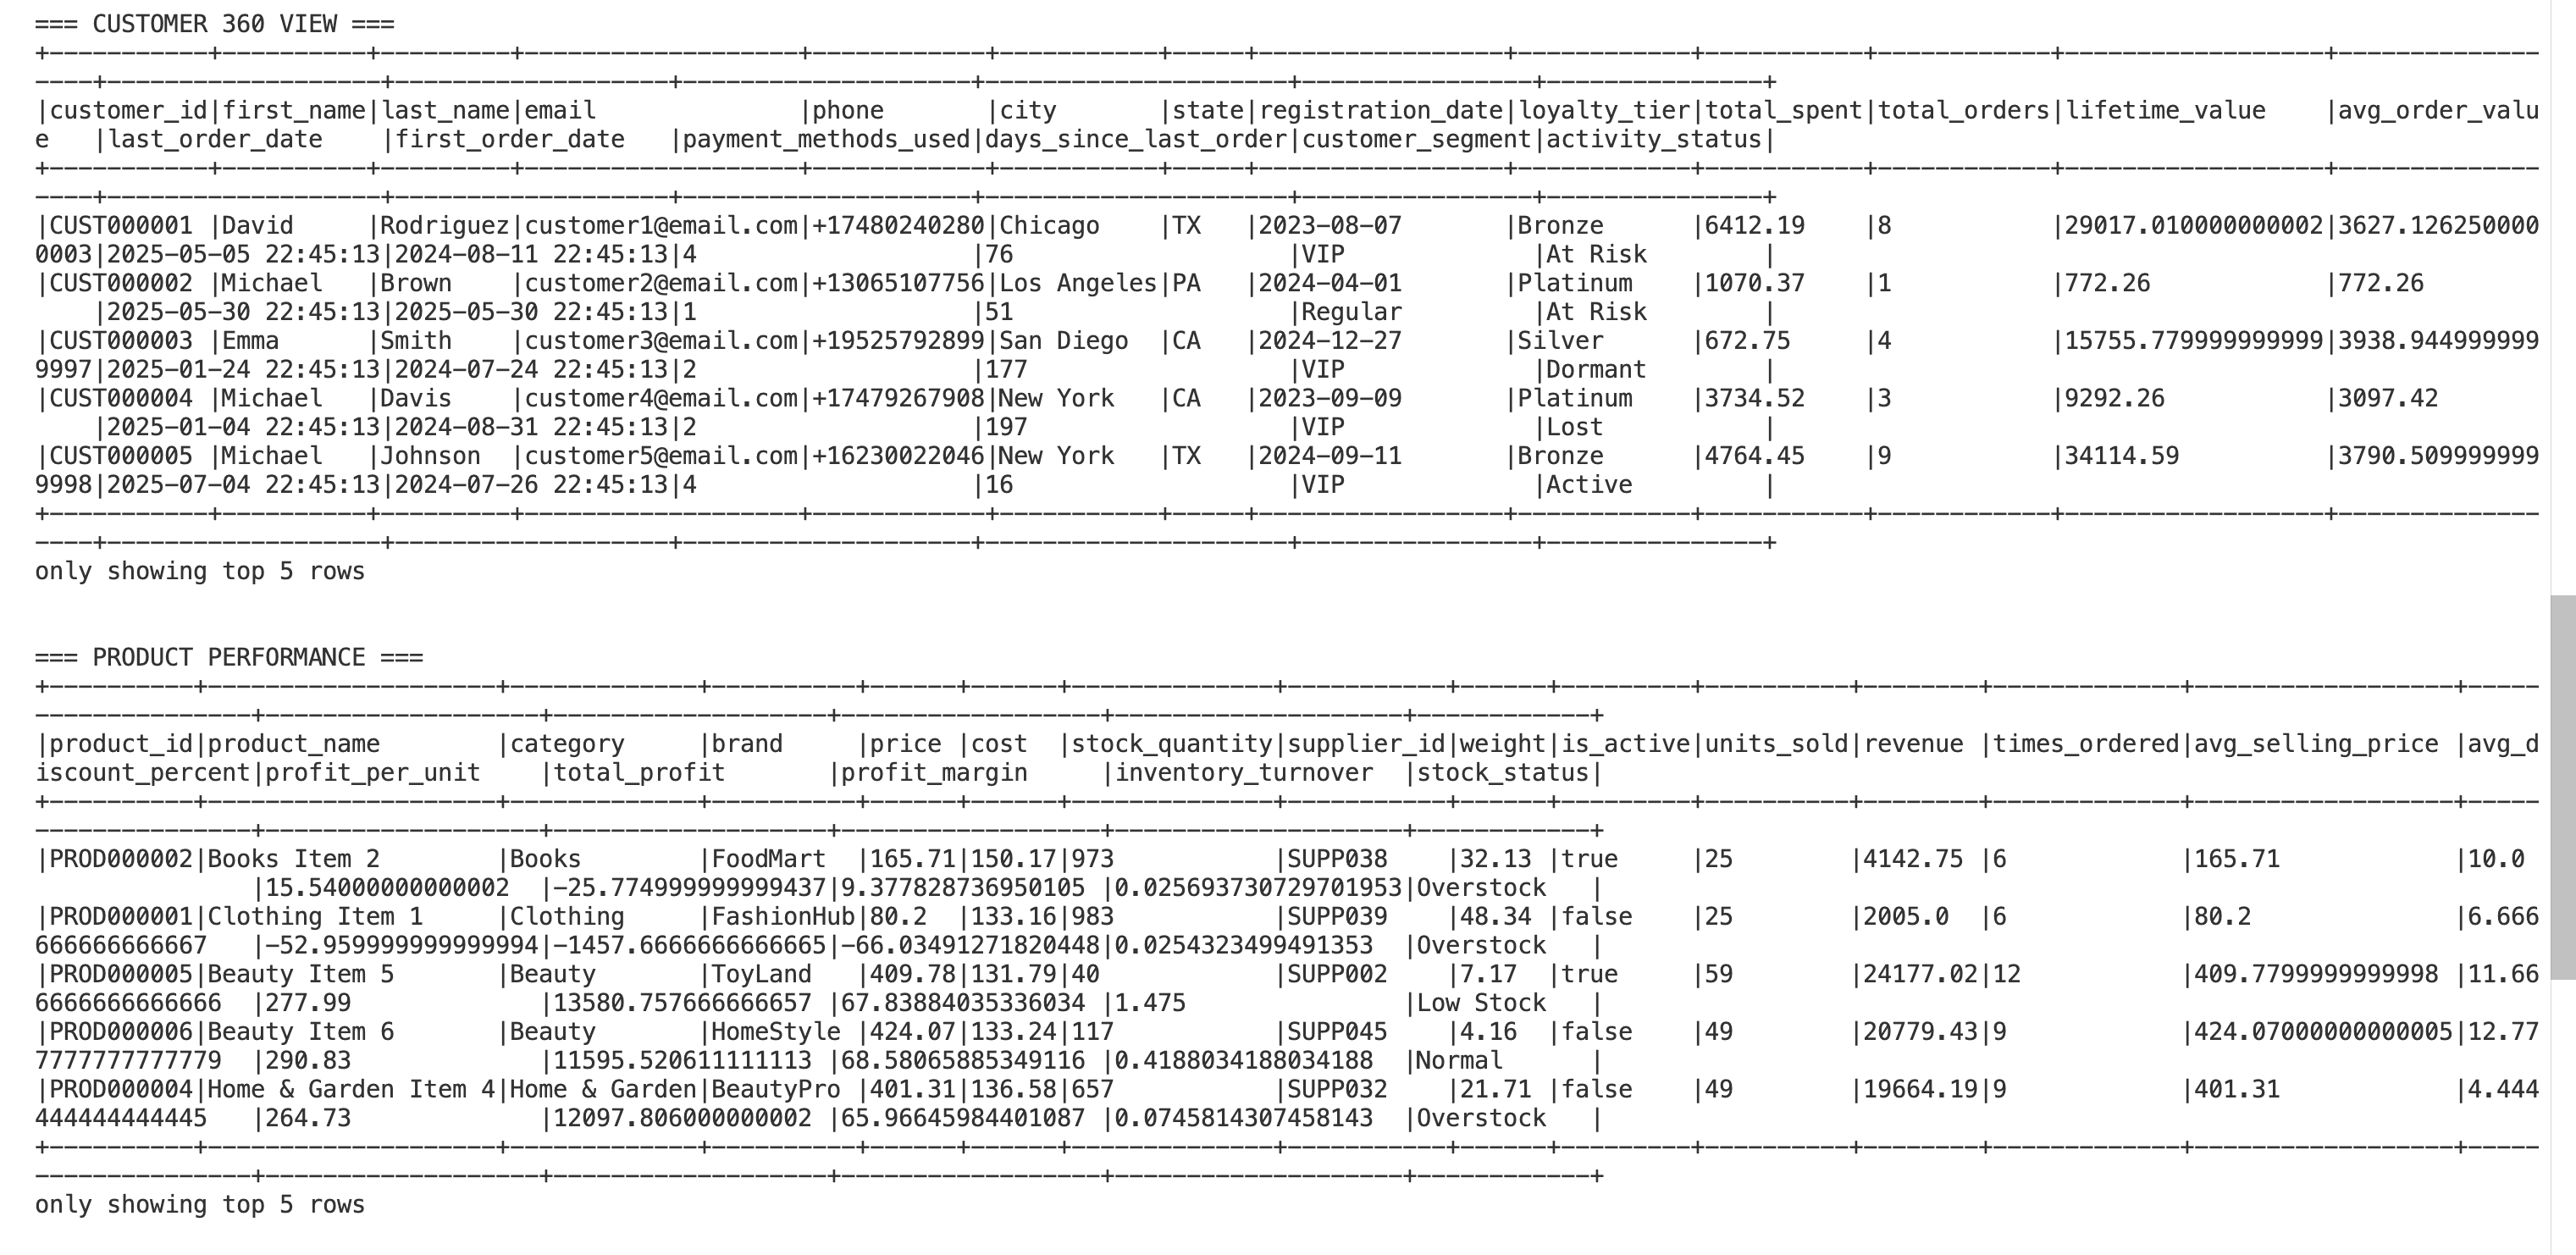 === CUSTOMER 360 VIEW ===
+-----------+----------+---------+-------------------+------------+-----------+-----+-----------------+------------+-----------+------------+------------------+-------------
----+-------------------+-------------------+--------------------+---------------------+----------------+---------------+
|customer_id|first_name|last_name|email              |phone       |city       |state|registration_date|loyalty_tier|total_spent|total_orders|lifetime_value    |avg_order_valu
e   |last_order_date    |first_order_date   |payment_methods_used|days_since_last_order|customer_segment|activity_status|
+-----------+----------+---------+-------------------+------------+-----------+-----+-----------------+------------+-----------+------------+------------------+-------------
----+-------------------+-------------------+--------------------+---------------------+----------------+---------------+
|CUST000001 |David     |Rodriguez|customer1@email.com|+17480240280|Chicago    |TX   |2023-08-07       |Bronze      |6412.19    |8           |29017.010000000002|3627.126250000
0003|2025-05-05 22:45:13|2024-08-11 22:45:13|4                   |76                   |VIP             |At Risk        |
|CUST000002 |Michael   |Brown    |customer2@email.com|+13065107756|Los Angeles|PA   |2024-04-01       |Platinum    |1070.37    |1           |772.26            |772.26
    |2025-05-30 22:45:13|2025-05-30 22:45:13|1                   |51                   |Regular         |At Risk        |
|CUST000003 |Emma      |Smith    |customer3@email.com|+19525792899|San Diego  |CA   |2024-12-27       |Silver      |672.75     |4           |15755.779999999999|3938.944999999
9997|2025-01-24 22:45:13|2024-07-24 22:45:13|2                   |177                  |VIP             |Dormant        |
|CUST000004 |Michael   |Davis    |customer4@email.com|+17479267908|New York   |CA   |2023-09-09       |Platinum    |3734.52    |3           |9292.26           |3097.42
    |2025-01-04 22:45:13|2024-08-31 22:45:13|2                   |197                  |VIP             |Lost           |
|CUST000005 |Michael   |Johnson  |customer5@email.com|+16230022046|New York   |TX   |2024-09-11       |Bronze      |4764.45    |9           |34114.59          |3790.509999999
9998|2025-07-04 22:45:13|2024-07-26 22:45:13|4                   |16                   |VIP             |Active         |
+-----------+----------+---------+-------------------+------------+-----------+-----+-----------------+------------+-----------+------------+------------------+-------------
----+-------------------+-------------------+--------------------+---------------------+----------------+---------------+
only showing top 5 rows
=== PRODUCT PERFORMANCE ===
+----------+--------------------+-------------+----------+------+------+--------------+-----------+------+---------+----------+--------+-------------+------------------+-----
---------------+-------------------+-------------------+------------------+--------------------+------------+
|product_id|product_name        |category     |brand     |price |cost  |stock_quantity|supplier_id|weight|is_active|units_sold|revenue |times_ordered|avg_selling_price |avg_d
iscount_percent|profit_per_unit    |total_profit       |profit_margin     |inventory_turnover  |stock_status|
+----------+--------------------+-------------+----------+------+------+--------------+-----------+------+---------+----------+--------+-------------+------------------+-----
---------------+-------------------+-------------------+------------------+--------------------+------------+
|PROD000002|Books Item 2        |Books        |FoodMart  |165.71|150.17|973           |SUPP038    |32.13 |true     |25        |4142.75 |6            |165.71            |10.0
               |15.54000000000002  |-25.774999999999437|9.377828736950105 |0.025693730729701953|Overstock   |
|PROD000001|Clothing Item 1     |Clothing     |FashionHub|80.2  |133.16|983           |SUPP039    |48.34 |false    |25        |2005.0  |6            |80.2              |6.666
666666666667   |-52.959999999999994|-1457.6666666666665|-66.03491271820448|0.0254323499491353  |Overstock   |
|PROD000005|Beauty Item 5       |Beauty       |ToyLand   |409.78|131.79|40            |SUPP002    |7.17  |true     |59        |24177.02|12           |409.7799999999998 |11.66
6666666666666  |277.99             |13580.757666666657 |67.83884035336034 |1.475               |Low Stock   |
|PROD000006|Beauty Item 6       |Beauty       |HomeStyle |424.07|133.24|117           |SUPP045    |4.16  |false    |49        |20779.43|9            |424.07000000000005|12.77
7777777777779  |290.83             |11595.520611111113 |68.58065885349116 |0.4188034188034188  |Normal      |
|PROD000004|Home & Garden Item 4|Home & Garden|BeautyPro |401.31|136.58|657           |SUPP032    |21.71 |false    |49        |19664.19|9            |401.31            |4.444
444444444445   |264.73             |12097.806000000002 |65.96645984401087 |0.0745814307458143  |Overstock   |
+----------+--------------------+-------------+----------+------+------+--------------+-----------+------+---------+----------+--------+-------------+------------------+-----
---------------+-------------------+-------------------+------------------+--------------------+------------+
only showing top 5 rows